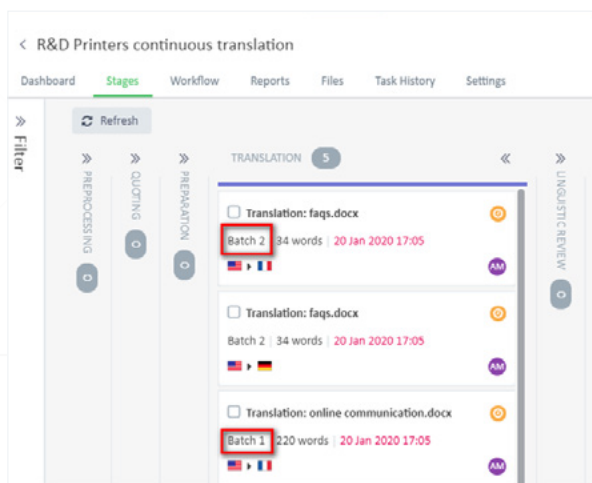 R&D Printers continuous translation
Dashboard Stages Workflow Reports Files Task History Settings
Refresh
Filter
PREPROCESSING 0
QUOTING 0
PREPARATION 0
TRANSLATION 5
LINGUISTIC REVIEW 0
Translation: faqs.docx
Batch 2 | 34 words | 20 Jan 2020 17:05
AM
Translation: faqs.docx
Batch 2 | 34 words | 20 Jan 2020 17:05
AM
Translation: online communication.docx
Batch 1 220 words | 20 Jan 2020 17:05
AM